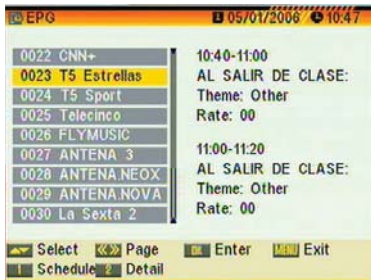 EPG 05/01/2006 10:47
0022 CNN+
0023 T5 Estrellas
0024 T5 Sport
0025 Telecinco
0026 FLYMUSIC
0027 ANTENA 3
0028 ANTENA.NEOX
0029 ANTENA.NOVA
0030 La Sexta 2
10:40-11:00
AL SALIR DE CLASE:
Theme: Other
Rate: 00
11:00-11:20
AL SALIR DE CLASE:
Theme: Other
Rate: 00
Select Page OK Enter MENU Exit
1 Schedule 2 Detail